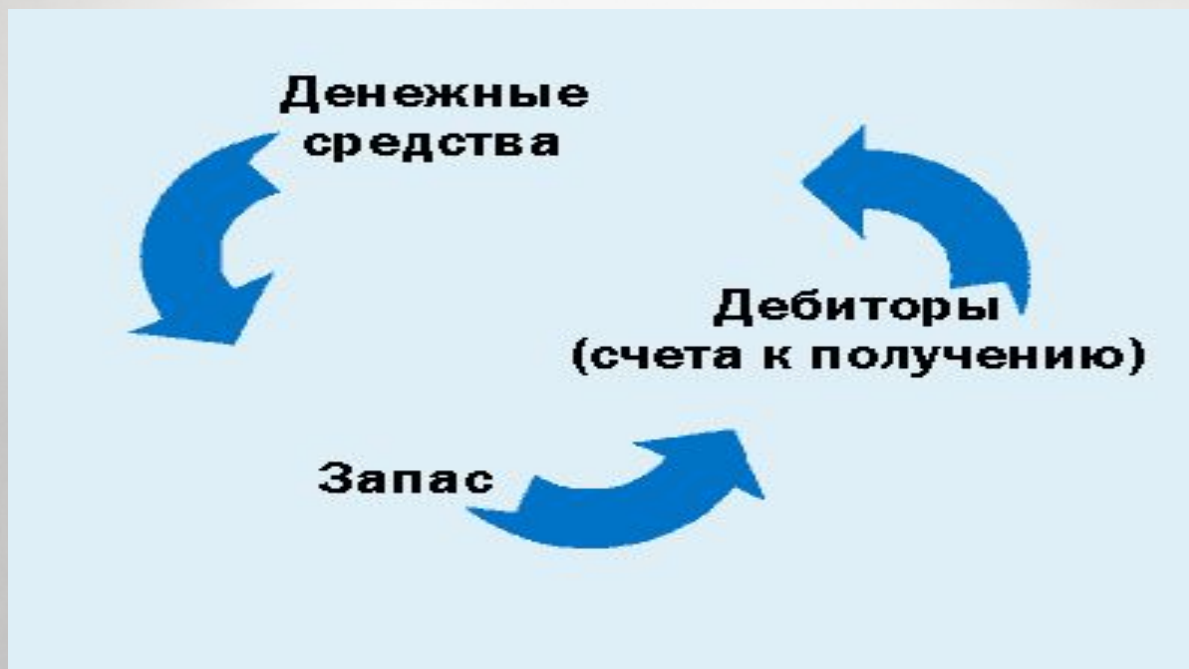 Денежные
средства
Дебиторы
(счета к получению)
Запас